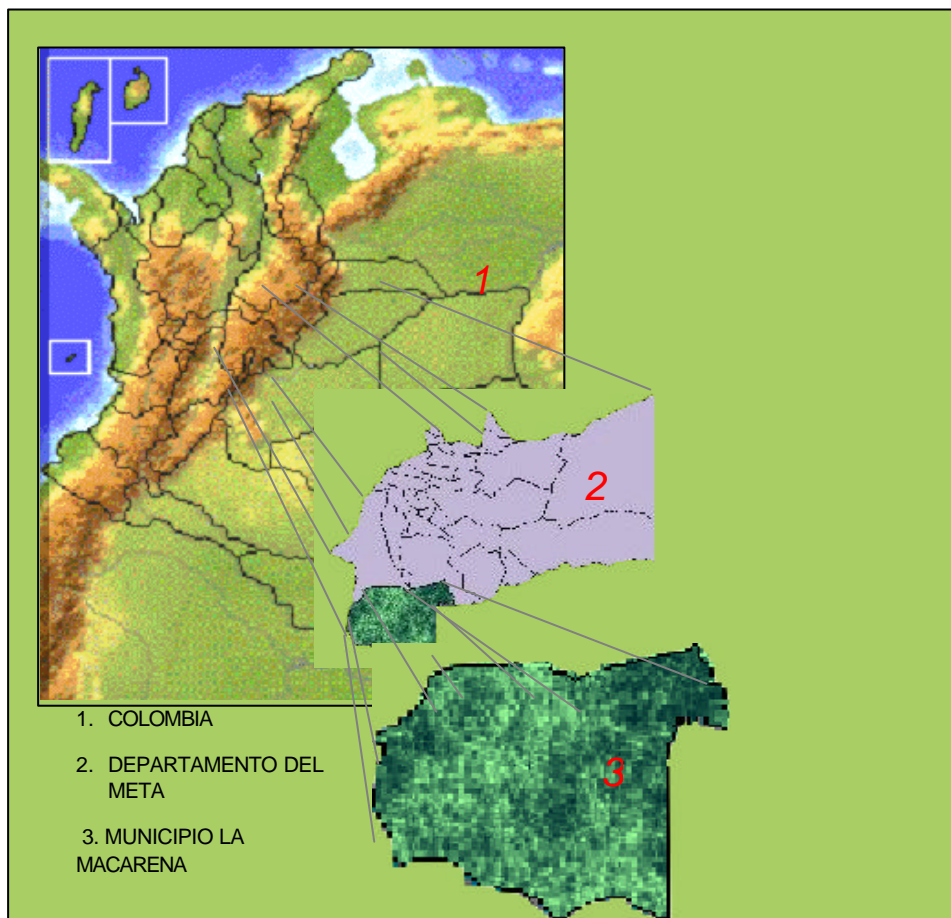 1
2
3
1. COLOMBIA
2. DEPARTAMENTO DEL
META
3. MUNICIPIO LA
MACARENA